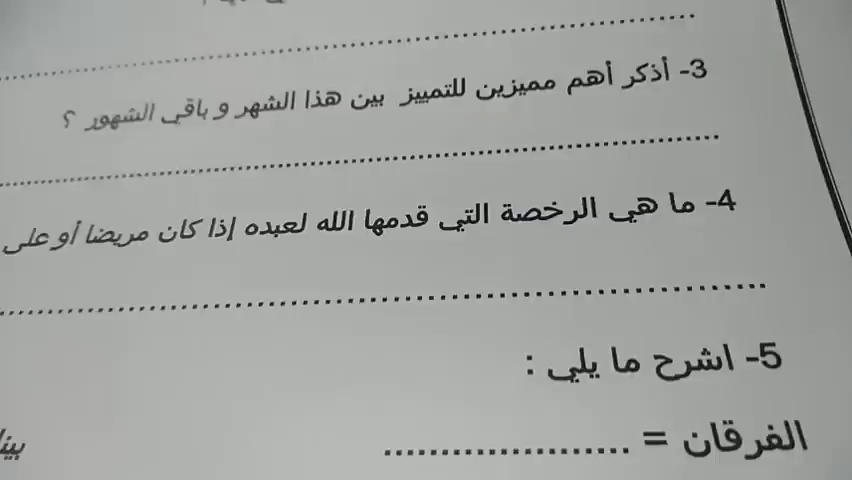 3- أذكر أهم مميزين للتمييز بين هذا الشهر و باقي الشهور ؟
4- ما هي الرخصة التي قدمها الله لعبده إذا كان مريضا أو على
5- اشرح ما يلي :
الفرقان = .....................